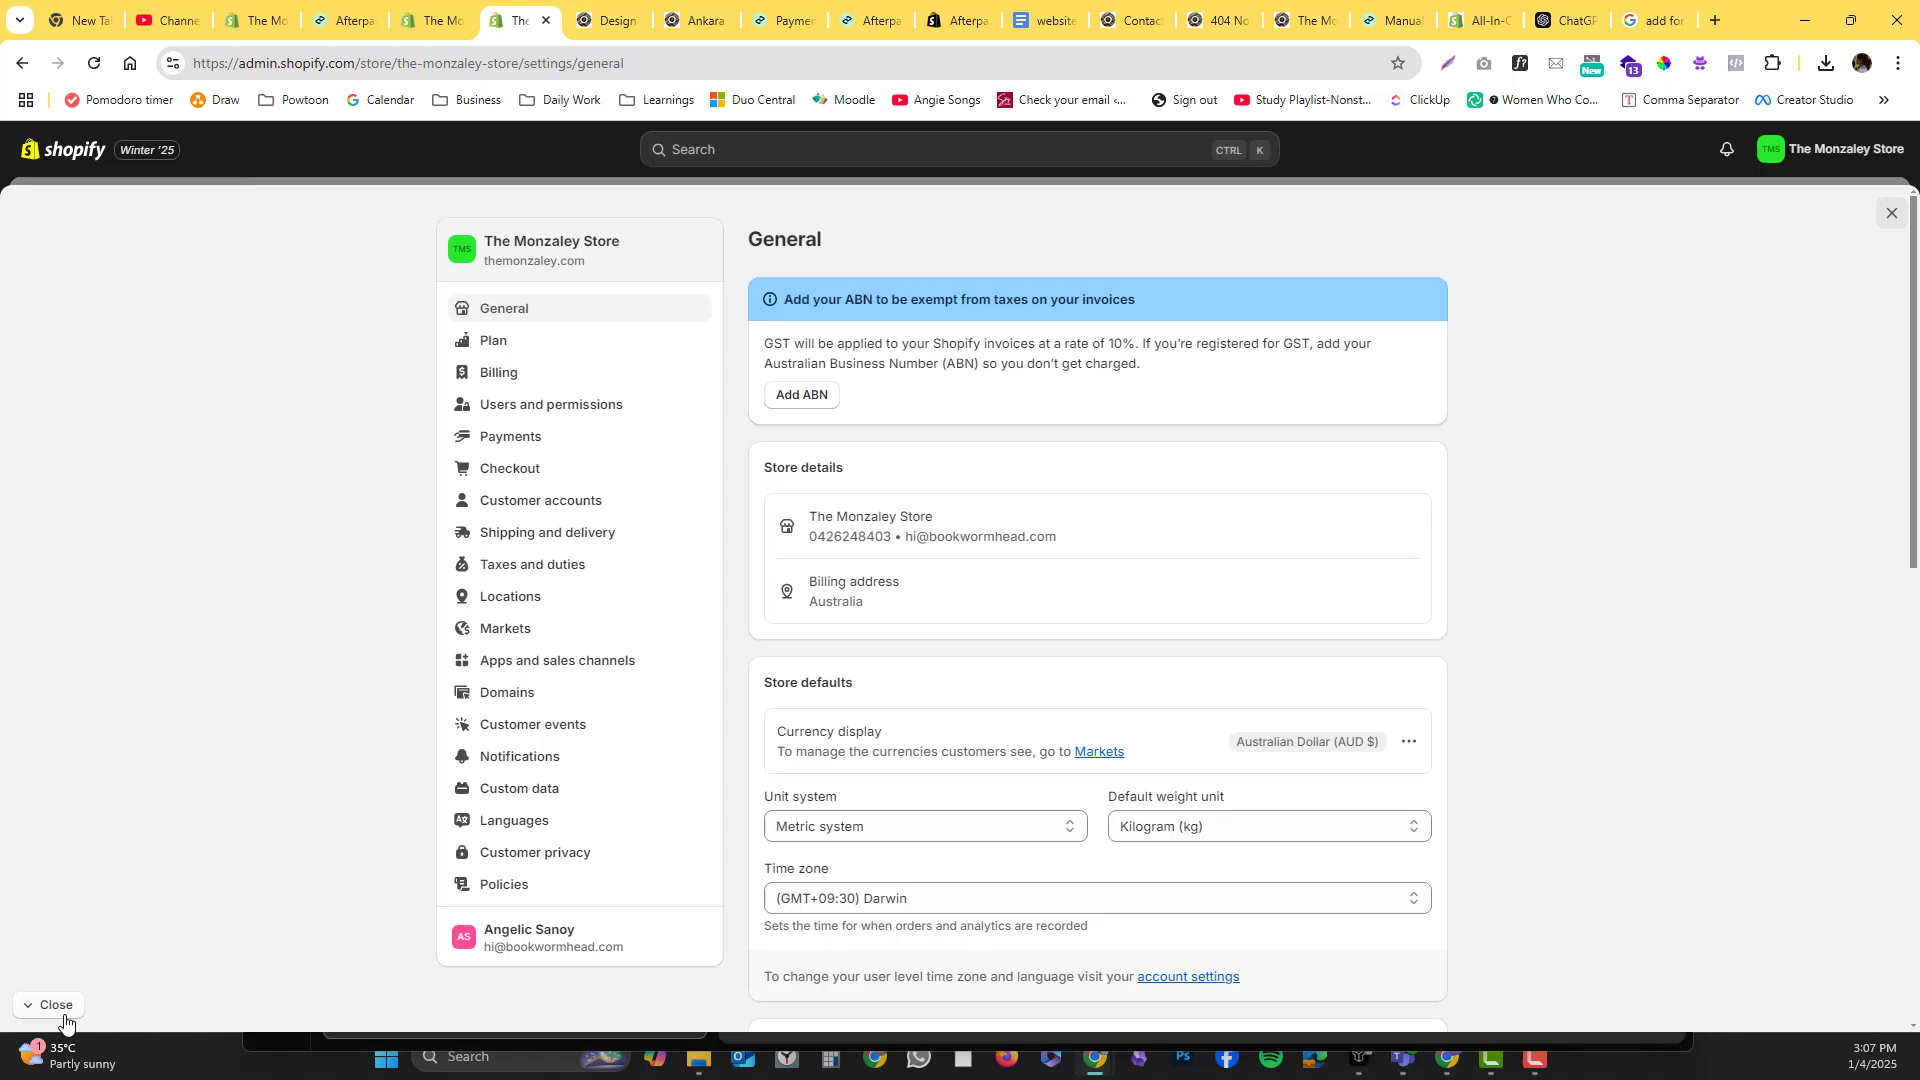 New Ta
Channe
The Mo
Afterpa
The Mo
The
Design
Ankara
Paymer
Afterpa
Afterpa
website
Contac
404 No
The Mo
Manual
All-In-C
ChatGP
add for
https://admin.shopify.com/store/the-monzaley-store/settings/general
New
13
Pomodoro timer
Draw
Powtoon
Calendar
Business
Daily Work
Learnings
Duo Central
Moodle
Angie Songs
Check your email <...
Sign out
Study Playlist-Nonst...
ClickUp
Women Who Co...
Comma Separator
Creator Studio
»
shopify
Winter '25
Search
CTRL
K
TMS
The Monzaley Store
TMS
The Monzaley Store
themonzaley.com
General
Plan
Billing
Users and permissions
Payments
Checkout
Customer accounts
Shipping and delivery
Taxes and duties
Locations
Markets
Apps and sales channels
Domains
Customer events
Notifications
Custom data
Languages
Customer privacy
Policies
AS
Angelic Sanoy
hi@bookwormhead.com
General
Add your ABN to be exempt from taxes on your invoices
GST will be applied to your Shopify invoices at a rate of 10%. If you're registered for GST, add your
Australian Business Number (ABN) so you don't get charged.
Add ABN
Store details
The Monzaley Store
0426248403 • hi@bookwormhead.com
Billing address
Australia
Store defaults
Currency display
To manage the currencies customers see, go to Markets
Australian Dollar (AUD $)
Unit system
Default weight unit
Metric system
Kilogram (kg)
Time zone
(GMT+09:30) Darwin
Sets the time for when orders and analytics are recorded
To change your user level time zone and language visit your account settings
Close
1
35°C
Partly sunny
Search
Ps
3:07 PM
1/4/2025